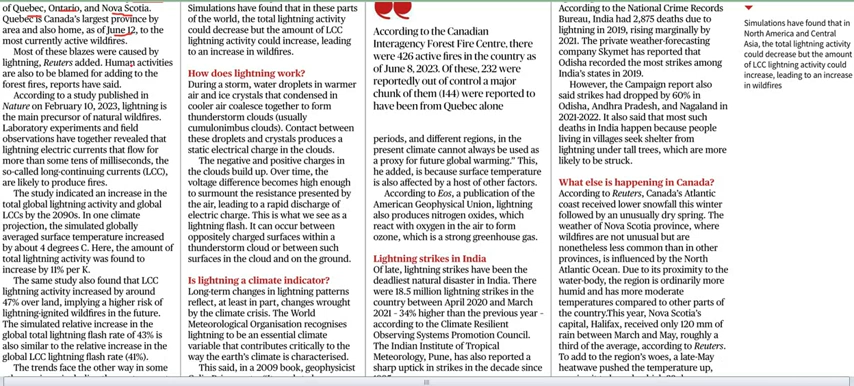 of Quebec, Ontario, and Nova Scotia.
Quebec is Canada's largest province by
area and also home, as of June 12, to the
most currently active wildfires.
Most of these blazes were caused by
lightning, Reuters added. Human activities
are also to be blamed for adding to the
forest fires, reports have said.
According to a study published in
Nature on February 10, 2023, lightning is
the main precursor of natural wildfires.
Laboratory experiments and field
observations have together revealed that
lightning electric currents that flow for
more than some tens of milliseconds, the
so-called long-continuing currents (LCC),
are likely to produce fires.
The study indicated an increase in the
total global lightning activity and global
LCCs by the 2090s. In one climate
projection, the simulated globally
averaged surface temperature increased
by about 4 degrees C. Here, the amount of
total lightning activity was found to
increase by 11% per K.
The same study also found that LCC
lightning activity increased by around
47% over land, implying a higher risk of
lightning-ignited wildfires in the future.
The simulated relative increase in the
global total lightning flash rate of 43% is
also similar to the relative increase in the
global LCC lightning flash rate (41%).
The trends face the other way in some
Simulations have found that in these parts
of the world, the total lightning activity
could decrease but the amount of LCC
lightning activity could increase, leading
to an increase in wildfires.
How does lightning work?
During a storm, water droplets in warmer
air and ice crystals that condensed in
cooler air coalesce together to form
thunderstorm clouds (usually
cumulonimbus clouds). Contact between
these droplets and crystals produces a
static electrical charge in the clouds.
The negative and positive charges in
the clouds build up. Over time, the
voltage difference becomes high enough
to surmount the resistance presented by
the air, leading to a rapid discharge of
electric charge. This is what we see as a
lightning flash. It can occur between
oppositely charged surfaces within a
thunderstorm cloud or between such
surfaces in the cloud and on the ground.
Is lightning a climate indicator?
Long-term changes in lightning patterns
reflect, at least in part, changes wrought
by the climate crisis. The World
Meteorological Organisation recognises
lightning to be an essential climate
variable that contributes critically to the
way the earth's climate is characterised.
This said, in a 2009 book, geophysicist
According to the Canadian
Interagency Forest Fire Centre, there
were 426 active fires in the country as
of June 8, 2023. Of these, 232 were
reportedly out of control a major
chunk of them (144) were reported to
have been from Quebec alone
periods, and different regions, in the
present climate cannot always be used as
a proxy for future global warming.” This,
he added, is because surface temperature
is also affected by a host of other factors.
According to Eos, a publication of the
American Geophysical Union, lightning
also produces nitrogen oxides, which
react with oxygen in the air to form
ozone, which is a strong greenhouse gas.
Lightning strikes in India
Of late, lightning strikes have been the
deadliest natural disaster in India. There
were 18.5 million lightning strikes in the
country between April 2020 and March
2021 – 34% higher than the previous year –
according to the Climate Resilient
Observing Systems Promotion Council.
The Indian Institute of Tropical
Meteorology, Pune, has also reported a
sharp uptick in strikes in the decade since
According to the National Crime Records
Bureau, India had 2,875 deaths due to
lightning in 2019, rising marginally by
2021. The private weather-forecasting
company Skymet has reported that
Odisha recorded the most strikes among
India's states in 2019.
However, the Campaign report also
said strikes had dropped by 60% in
Odisha, Andhra Pradesh, and Nagaland in
2021-2022. It also said that most such
deaths in India happen because people
living in villages seek shelter from
lightning under tall trees, which are more
likely to be struck.
What else is happening in Canada?
According to Reuters, Canada's Atlantic
coast received lower snowfall this winter
followed by an unusually dry spring. The
weather of Nova Scotia province, where
wildfires are not unusual but are
nonetheless less common than in other
provinces, is influenced by the North
Atlantic Ocean. Due to its proximity to the
water-body, the region is ordinarily more
humid and has more moderate
temperatures compared to other parts of
the country.This year, Nova Scotia's
capital, Halifax, received only 120 mm of
rain between March and May, roughly a
third of the average, according to Reuters.
To add to the region's woes, a late-May
heatwave pushed the temperature up,
Simulations have found that in
North America and Central
Asia, the total lightning activity
could decrease but the amount
of LCC lightning activity could
increase, leading to an increase
in wildfires